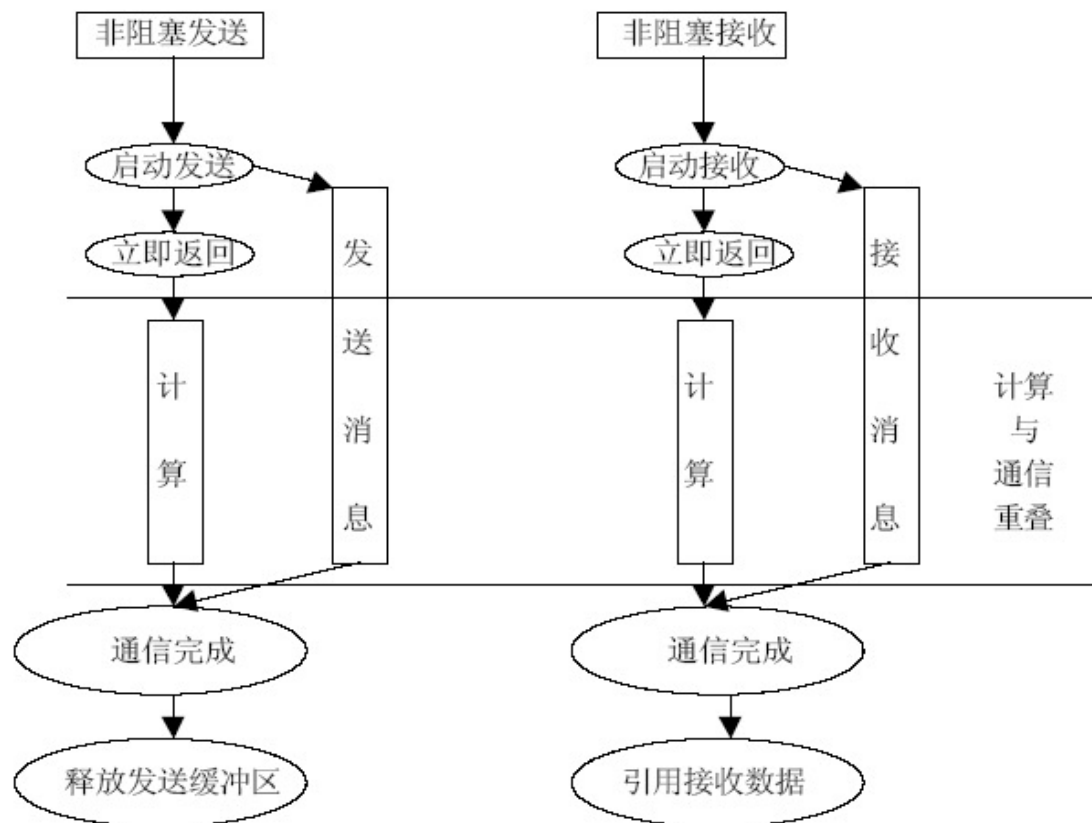 非阻塞发送
非阻塞接收
启动发送
启动接收
立即返回
立即返回
发送消息
接收消息
计算
计算
计算
与
通信
重叠
通信完成
通信完成
释放发送缓冲区
引用接收数据